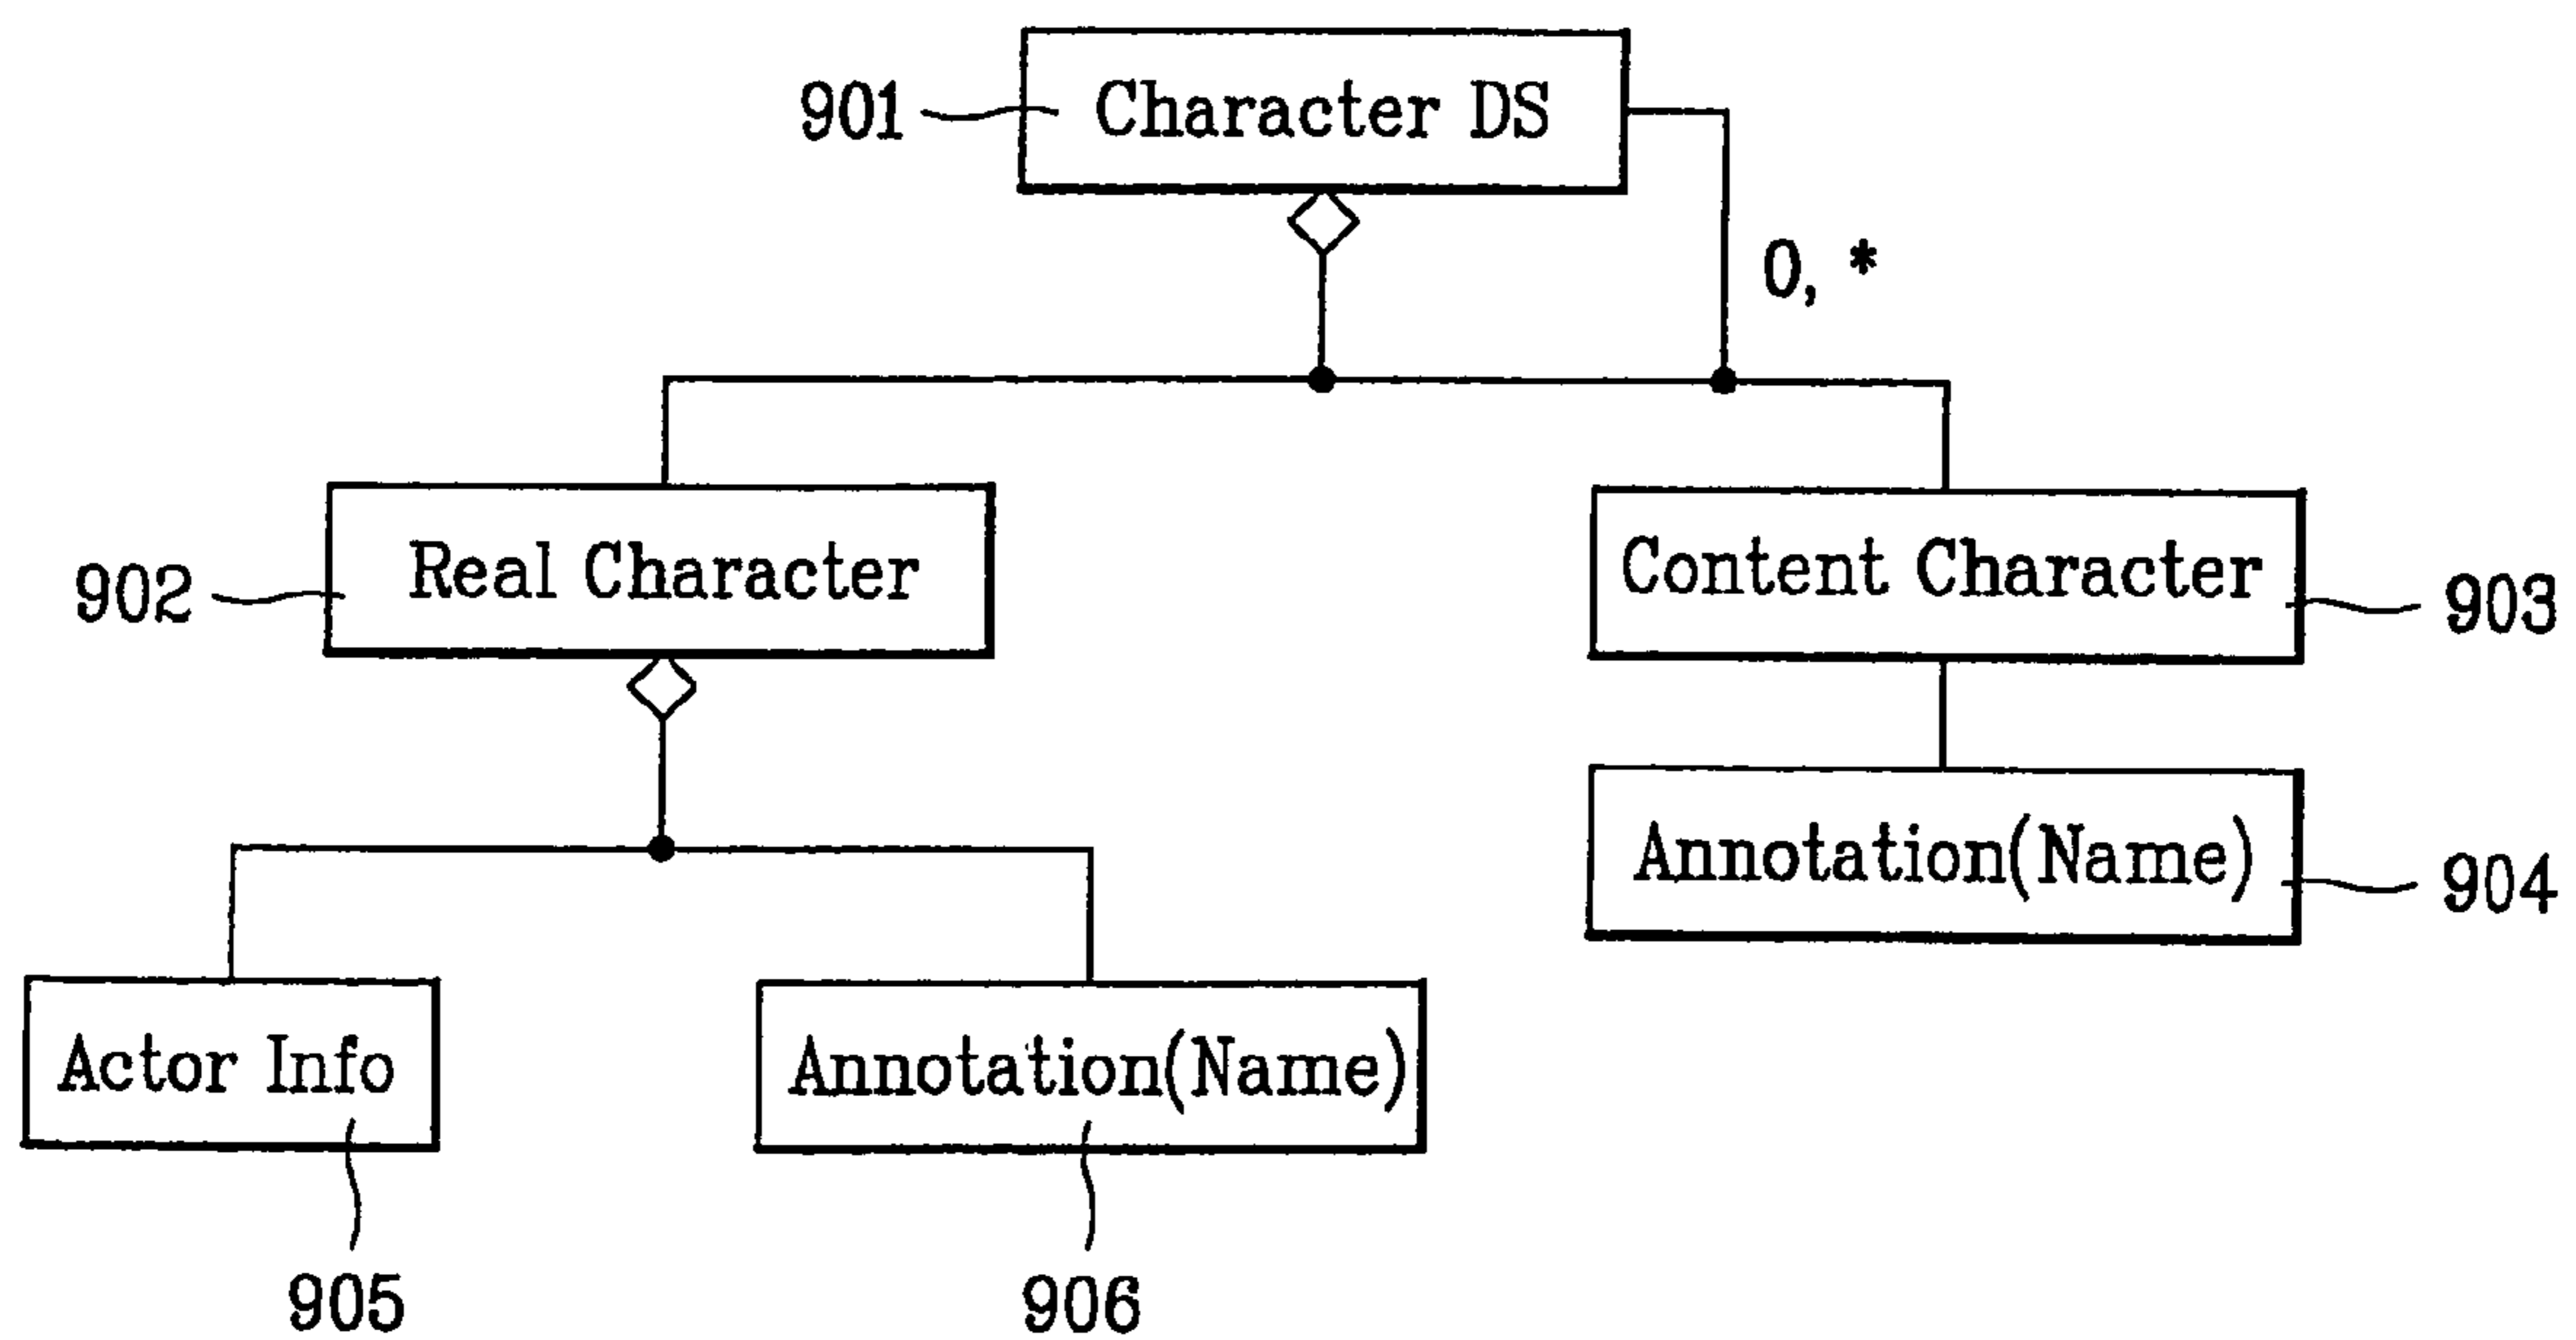 901
Character DS
0, *
902
Real Character
Content Character
903
Annotation(Name)
904
Actor Info
Annotation(Name)
905
906